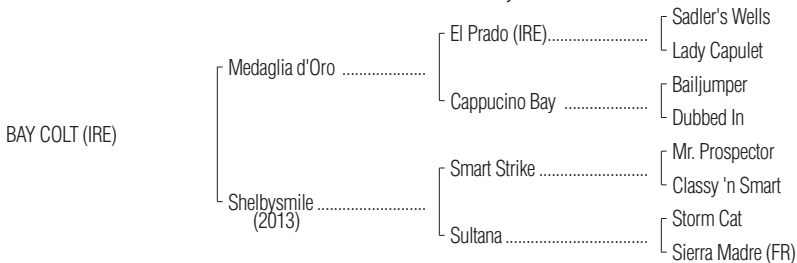 Sadler's Wells
El Prado (IRE)......................
Lady Capulet
Medaglia d'Oro .....................
Bailjumper
Cappucino Bay ...................
Dubbed In
BAY COLT (IRE)
Mr. Prospector
Smart Strike ..........................
Classy 'n Smart
Shelbysmile ...........................
(2013)
Storm Cat
Sultana ...................................
Sierra Madre (FR)